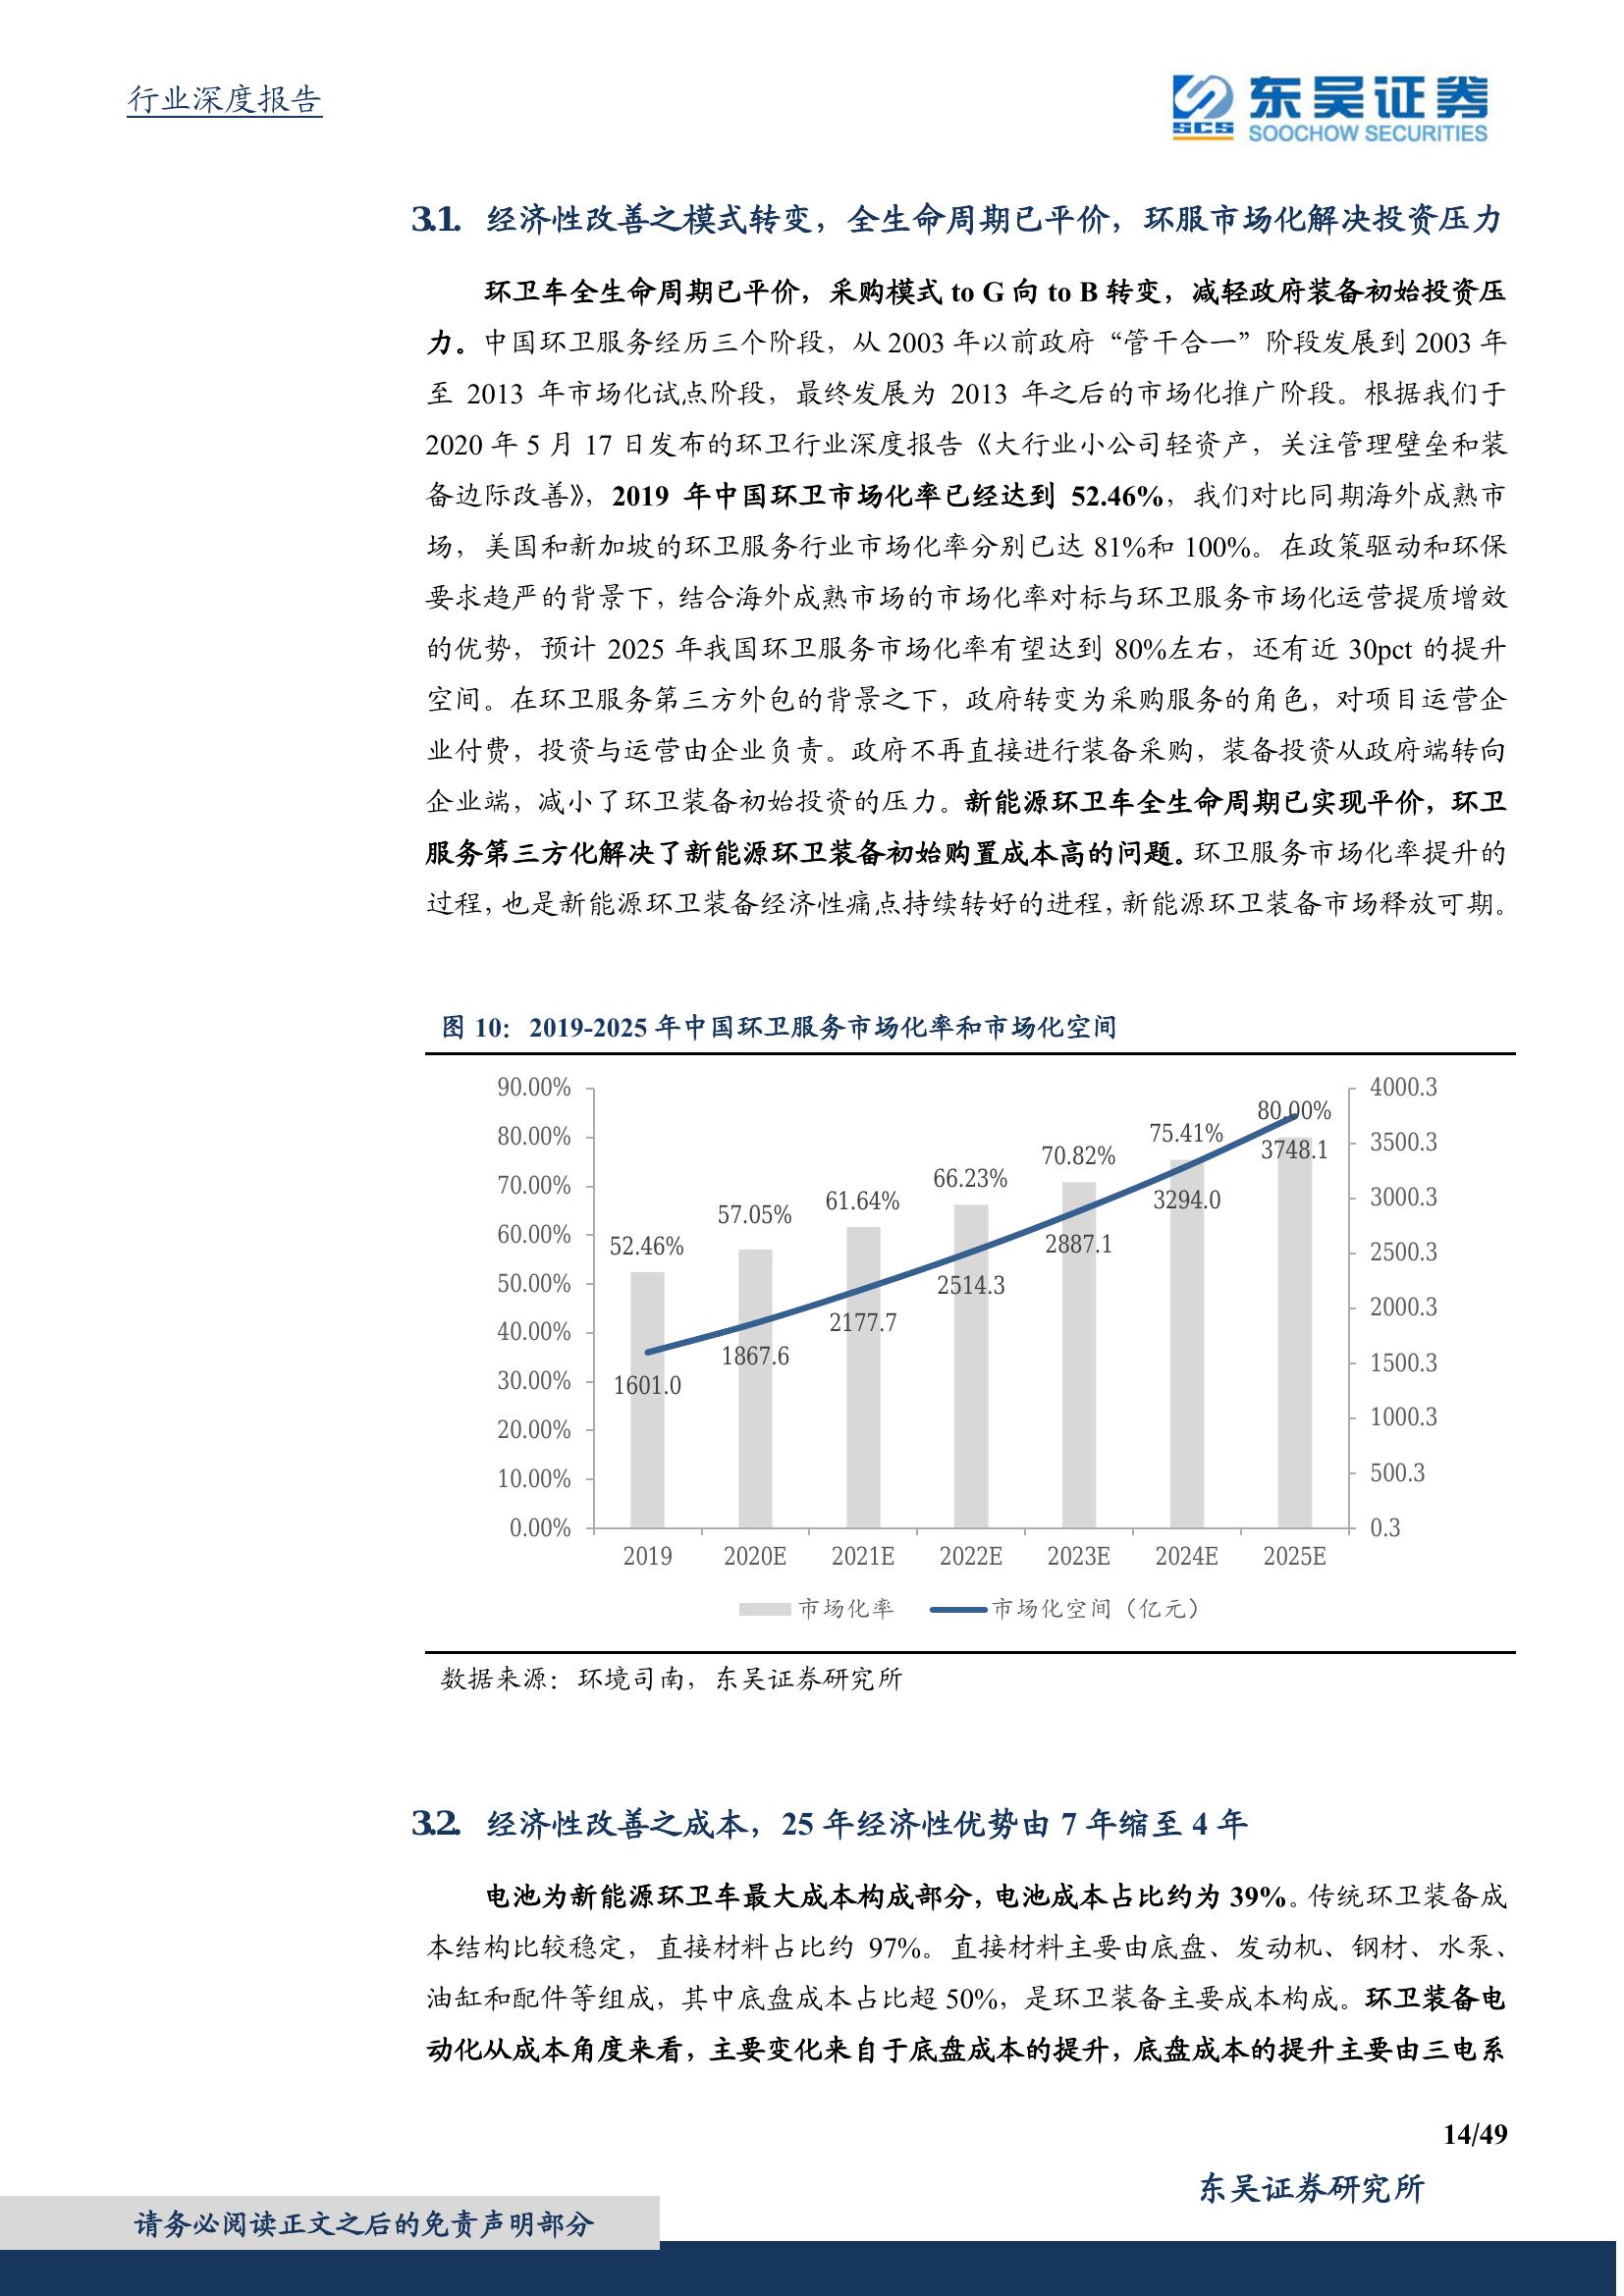 行业深度报告
SCS 东吴证券
SOOCHOW SECURITIES
3.1. 经济性改善之模式转变，全生命周期已平价，环服市场化解决投资压力
环卫车全生命周期已平价，采购模式 to G 向 to B 转变，减轻政府装备初始投资压
力。中国环卫服务经历三个阶段，从 2003 年以前政府“管干合一”阶段发展到 2003 年
至 2013 年市场化试点阶段，最终发展为 2013 年之后的市场化推广阶段。根据我们于
2020 年 5 月 17 日发布的环卫行业深度报告《大行业小公司轻资产，关注管理壁垒和装
备边际改善》，2019 年中国环卫市场化率已经达到 52.46%，我们对比同期海外成熟市
场，美国和新加坡的环卫服务行业市场化率分别已达 81%和 100%。在政策驱动和环保
要求趋严的背景下，结合海外成熟市场的市场化率对标与环卫服务市场化运营提质增效
的优势，预计 2025 年我国环卫服务市场化率有望达到 80%左右，还有近 30pct 的提升
空间。在环卫服务第三方外包的背景之下，政府转变为采购服务的角色，对项目运营企
业付费，投资与运营由企业负责。政府不再直接进行装备采购，装备投资从政府端转向
企业端，减小了环卫装备初始投资的压力。新能源环卫车全生命周期已实现平价，环卫
服务第三方化解决了新能源环卫装备初始购置成本高的问题。环卫服务市场化率提升的
过程，也是新能源环卫装备经济性痛点持续转好的进程，新能源环卫装备市场释放可期。
图 10：2019-2025 年中国环卫服务市场化率和市场化空间
90.00%
80.00%
70.00%
60.00%
50.00%
40.00%
30.00%
20.00%
10.00%
0.00%
52.46%
57.05%
61.64%
66.23%
70.82%
75.41%
80.00%
1601.0
1867.6
2177.7
2514.3
2887.1
3294.0
3748.1
4000.3
3500.3
3000.3
2500.3
2000.3
1500.3
1000.3
500.3
0.3
2019 2020E 2021E 2022E 2023E 2024E 2025E
市场化率 市场化空间（亿元）
数据来源：环境司南，东吴证券研究所
3.2. 经济性改善之成本，25 年经济性优势由 7 年缩至 4 年
电池为新能源环卫车最大成本构成部分，电池成本占比约为 39%。传统环卫装备成
本结构比较稳定，直接材料占比约 97%。直接材料主要由底盘、发动机、钢材、水泵、
油缸和配件等组成，其中底盘成本占比超 50%，是环卫装备主要成本构成。环卫装备电
动化从成本角度来看，主要变化来自于底盘成本的提升，底盘成本的提升主要由三电系
14/49
东吴证券研究所
请务必阅读正文之后的免责声明部分